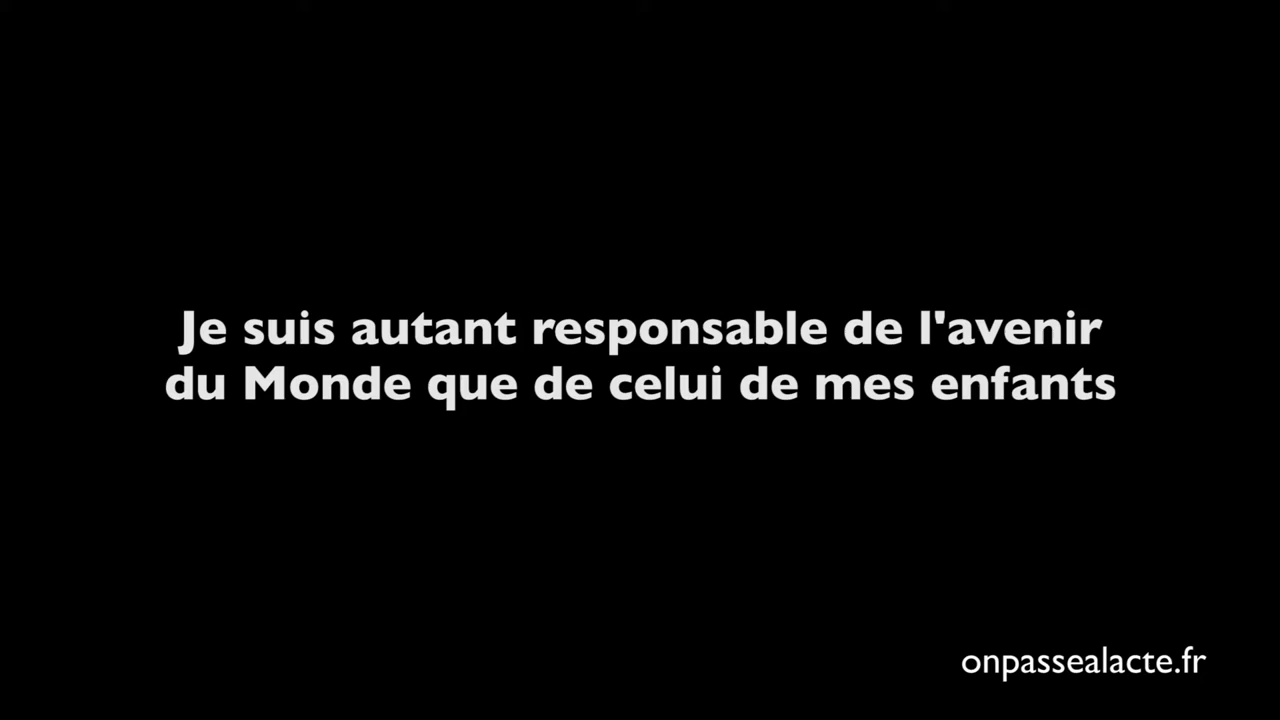 Je suis autant responsable de l'avenir
du Monde que de celui de mes enfants
onpassealacte.fr